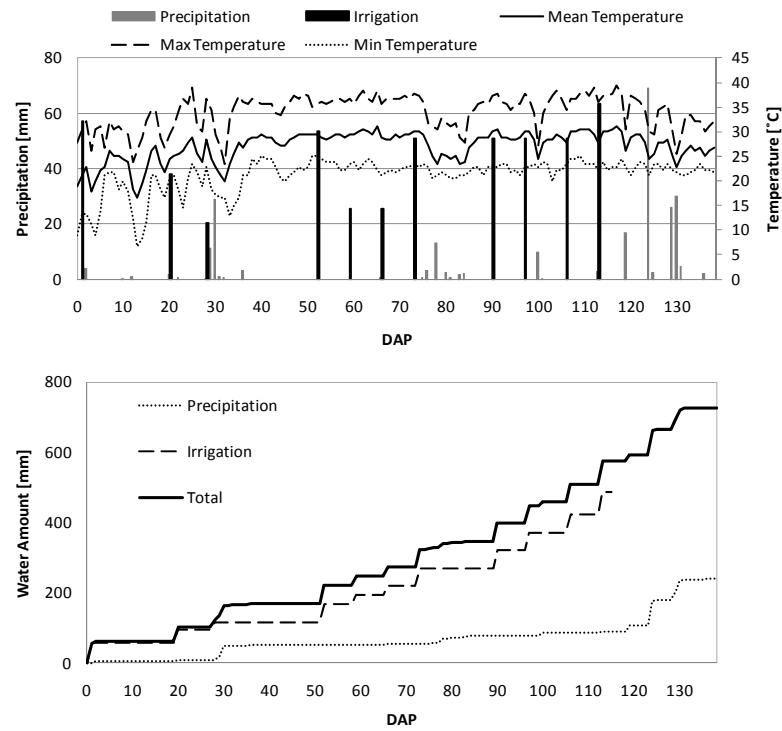 Precipitation Irrigation Mean Temperature
Max Temperature Min Temperature
80
60
40
20
0
Precipitation [mm]
45
40
35
30
25
20
15
10
5
0
Temperature [˚C]
0 10 20 30 40 50 60 70 80 90 100 110 120 130
DAP
800
600
400
200
0
Water Amount [mm]
Precipitation
Irrigation
Total
0 10 20 30 40 50 60 70 80 90 100 110 120 130
DAP